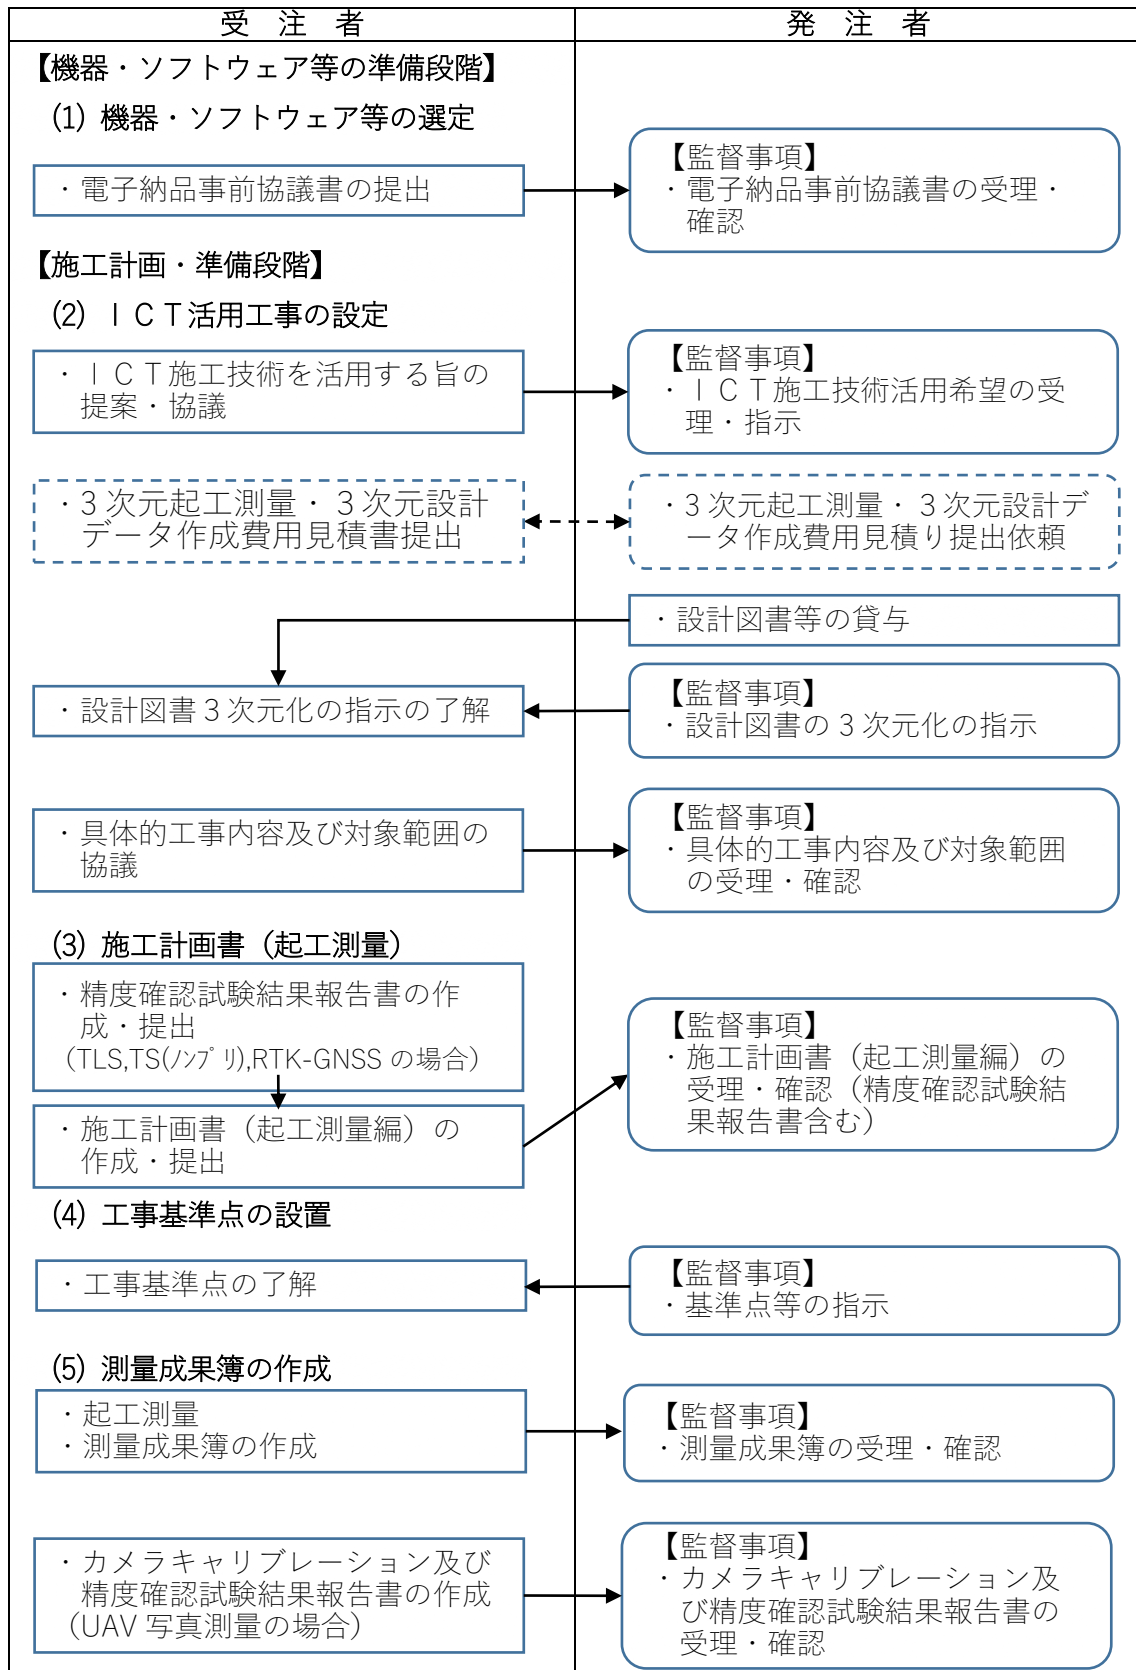 受　注　者
発　注　者
【機器・ソフトウェア等の準備段階】
(1) 機器・ソフトウェア等の選定
・電子納品事前協議書の提出
【監督事項】
・電子納品事前協議書の受理・
確認
【施工計画・準備段階】
(2) ＩＣＴ活用工事の設定
・ＩＣＴ施工技術を活用する旨の
提案・協議
【監督事項】
・ＩＣＴ施工技術活用希望の受
理・指示
・3次元起工測量・３次元設計
データ作成費用見積書提出
・3次元起工測量・３次元設計デ
ータ作成費用見積り提出依頼
・設計図書等の貸与
・設計図書３次元化の指示の了解
【監督事項】
・設計図書の３次元化の指示
・具体的工事内容及び対象範囲の
協議
【監督事項】
・具体的工事内容及び対象範囲
の受理・確認
(3) 施工計画書（起工測量）
・精度確認試験結果報告書の作
成・提出
（TLS,TS(ﾉﾝﾌﾟﾘ),RTK-GNSS の場合）
・施工計画書（起工測量編）の
作成・提出
【監督事項】
・施工計画書（起工測量編）の
受理・確認（精度確認試験結
果報告書含む）
(4) 工事基準点の設置
・工事基準点の了解
【監督事項】
・基準点等の指示
(5) 測量成果簿の作成
・起工測量
・測量成果簿の作成
【監督事項】
・測量成果簿の受理・確認
・カメラキャリブレーション及び
精度確認試験結果報告書の作成
（UAV 写真測量の場合）
【監督事項】
・カメラキャリブレーション及
び精度確認試験結果報告書の
受理・確認